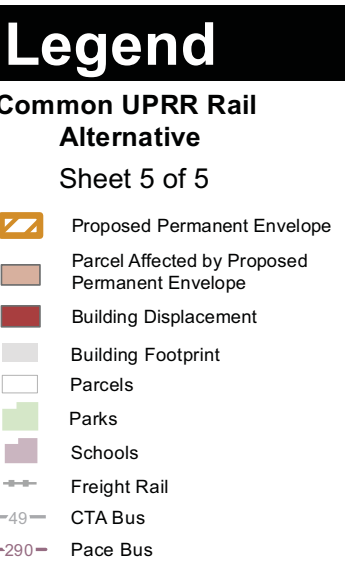 Legend
Common UPRR Rail
Alternative
Sheet 5 of 5
Proposed Permanent Envelope
Parcel Affected by Proposed
Permanent Envelope
Building Displacement
Building Footprint
Parcels
Parks
Schools
Freight Rail
49 CTA Bus
290 Pace Bus